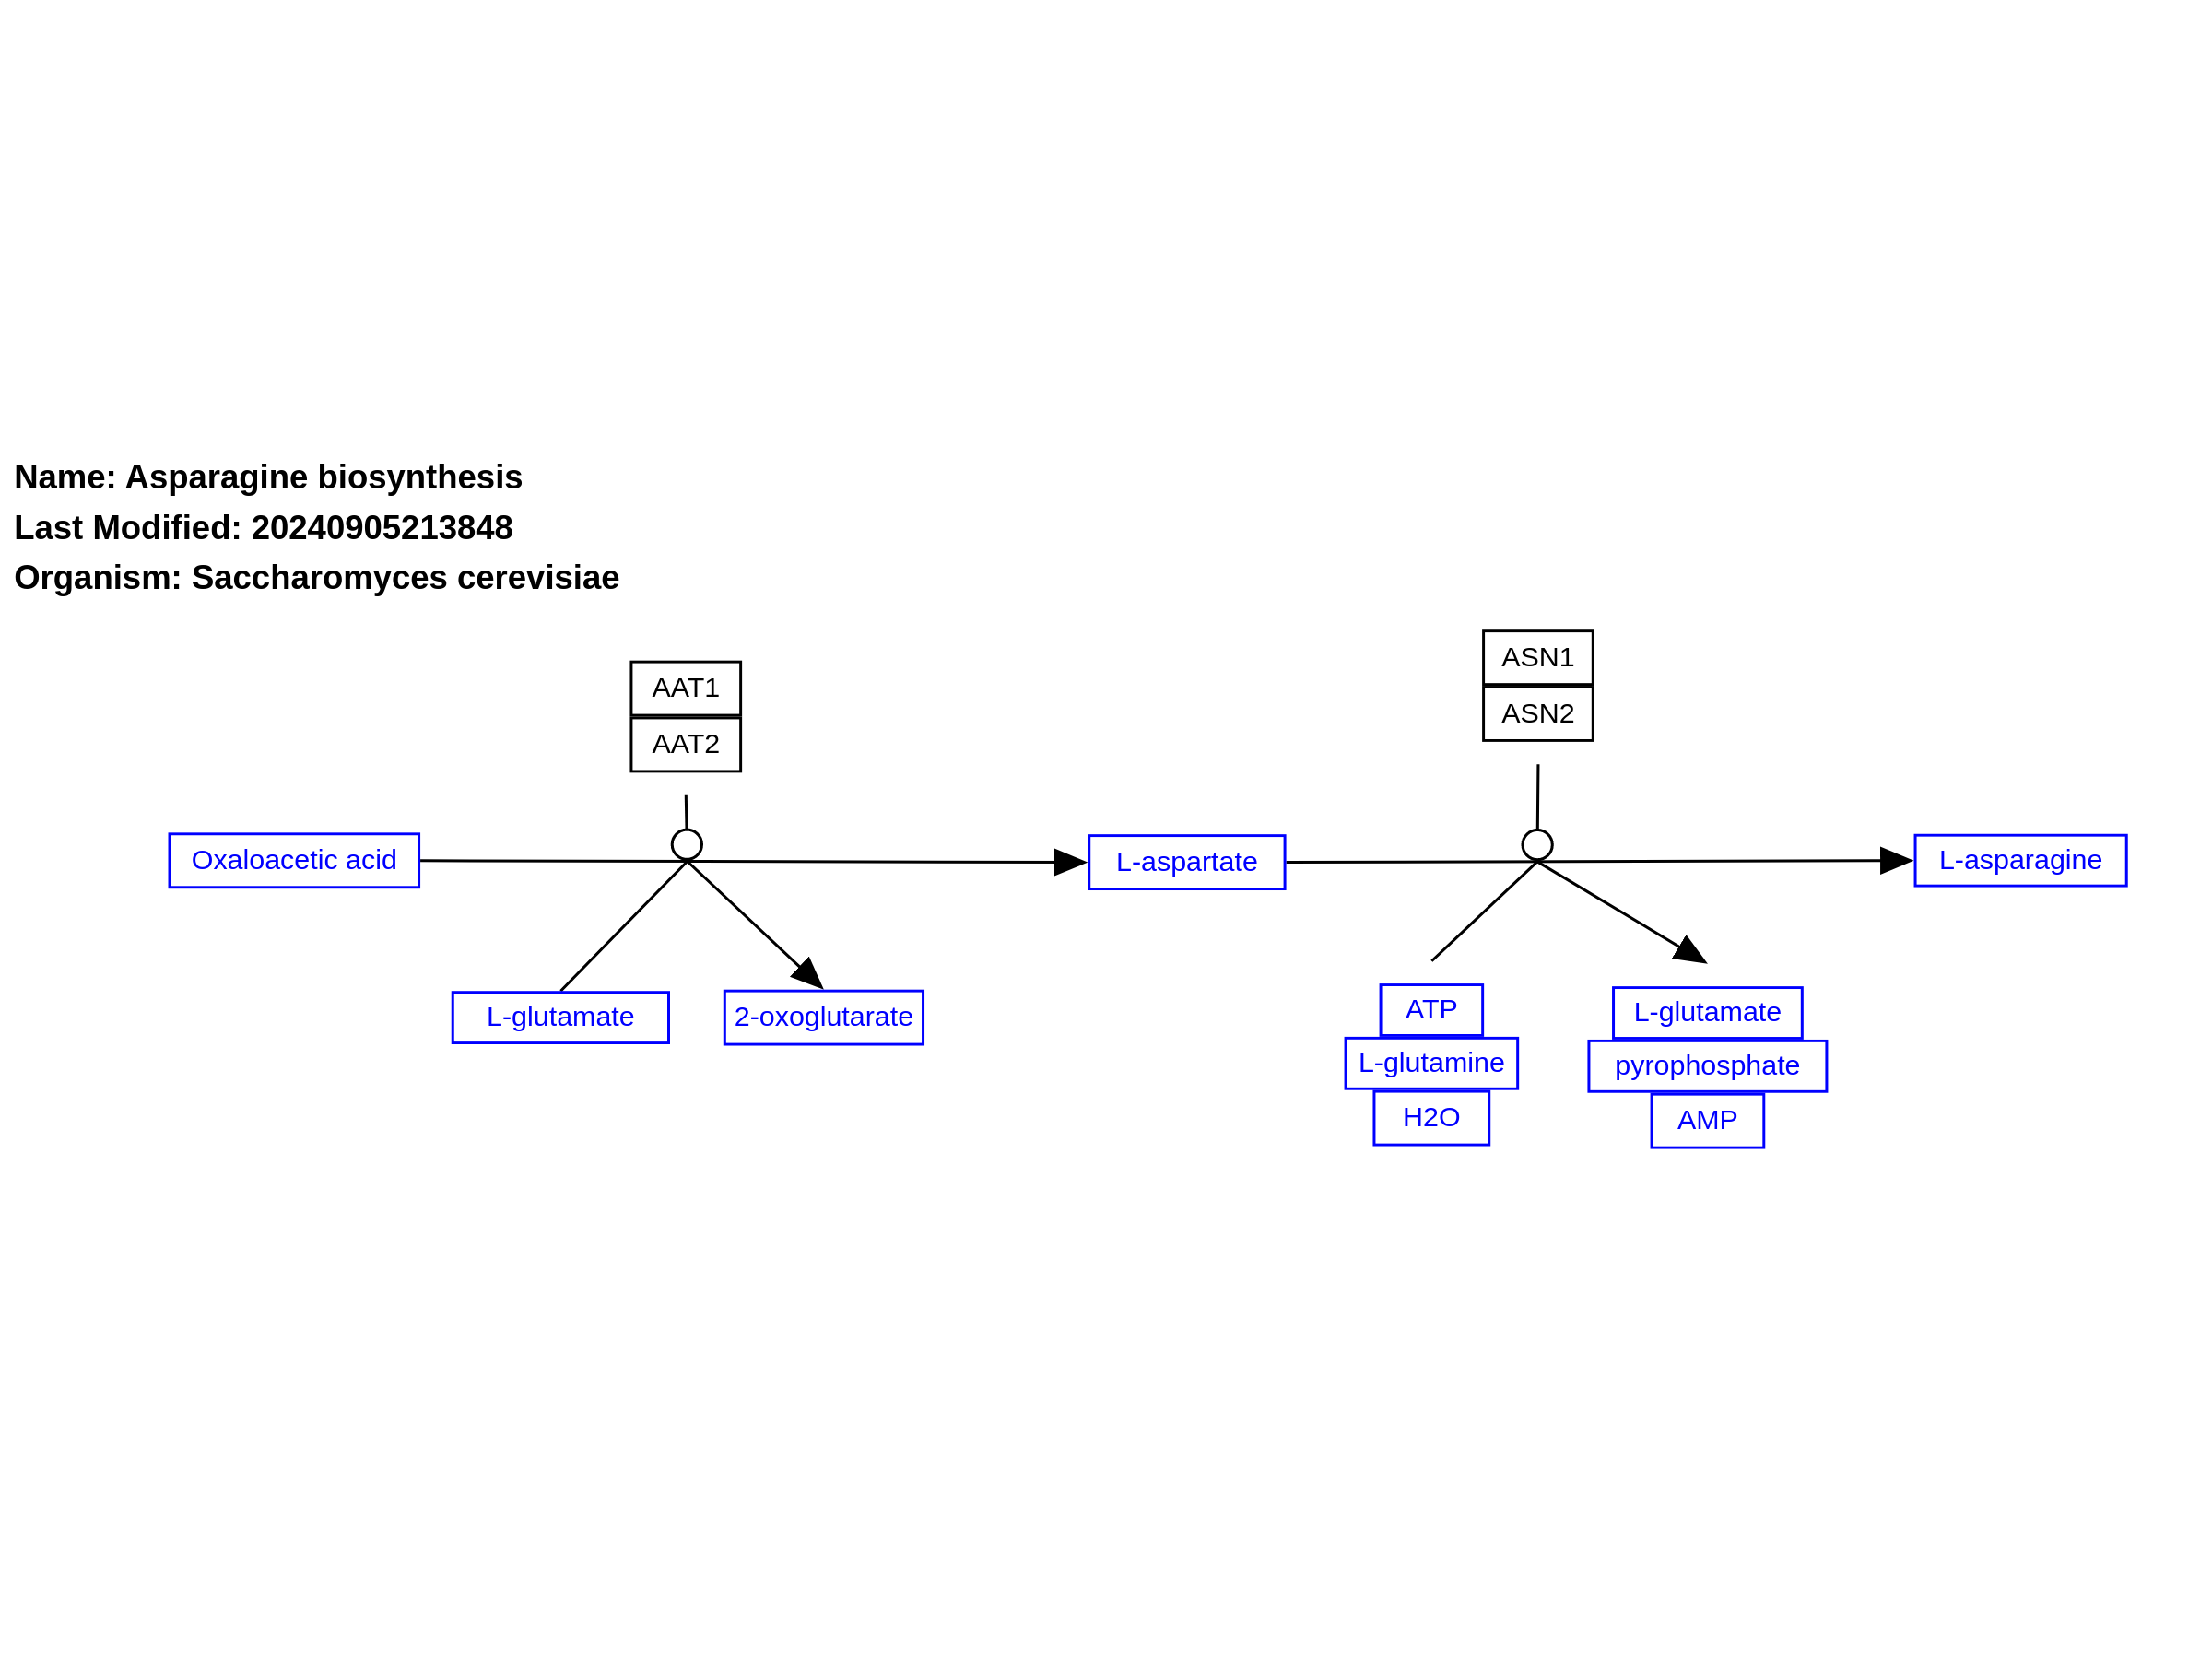 Name: Asparagine biosynthesis
Last Modified: 20240905213848
Organism: Saccharomyces cerevisiae
ASN1
ASN2
AAT1
AAT2
Oxaloacetic acid
L-aspartate
L-asparagine
L-glutamate
2-oxoglutarate
ATP
L-glutamine
H2O
L-glutamate
pyrophosphate
AMP